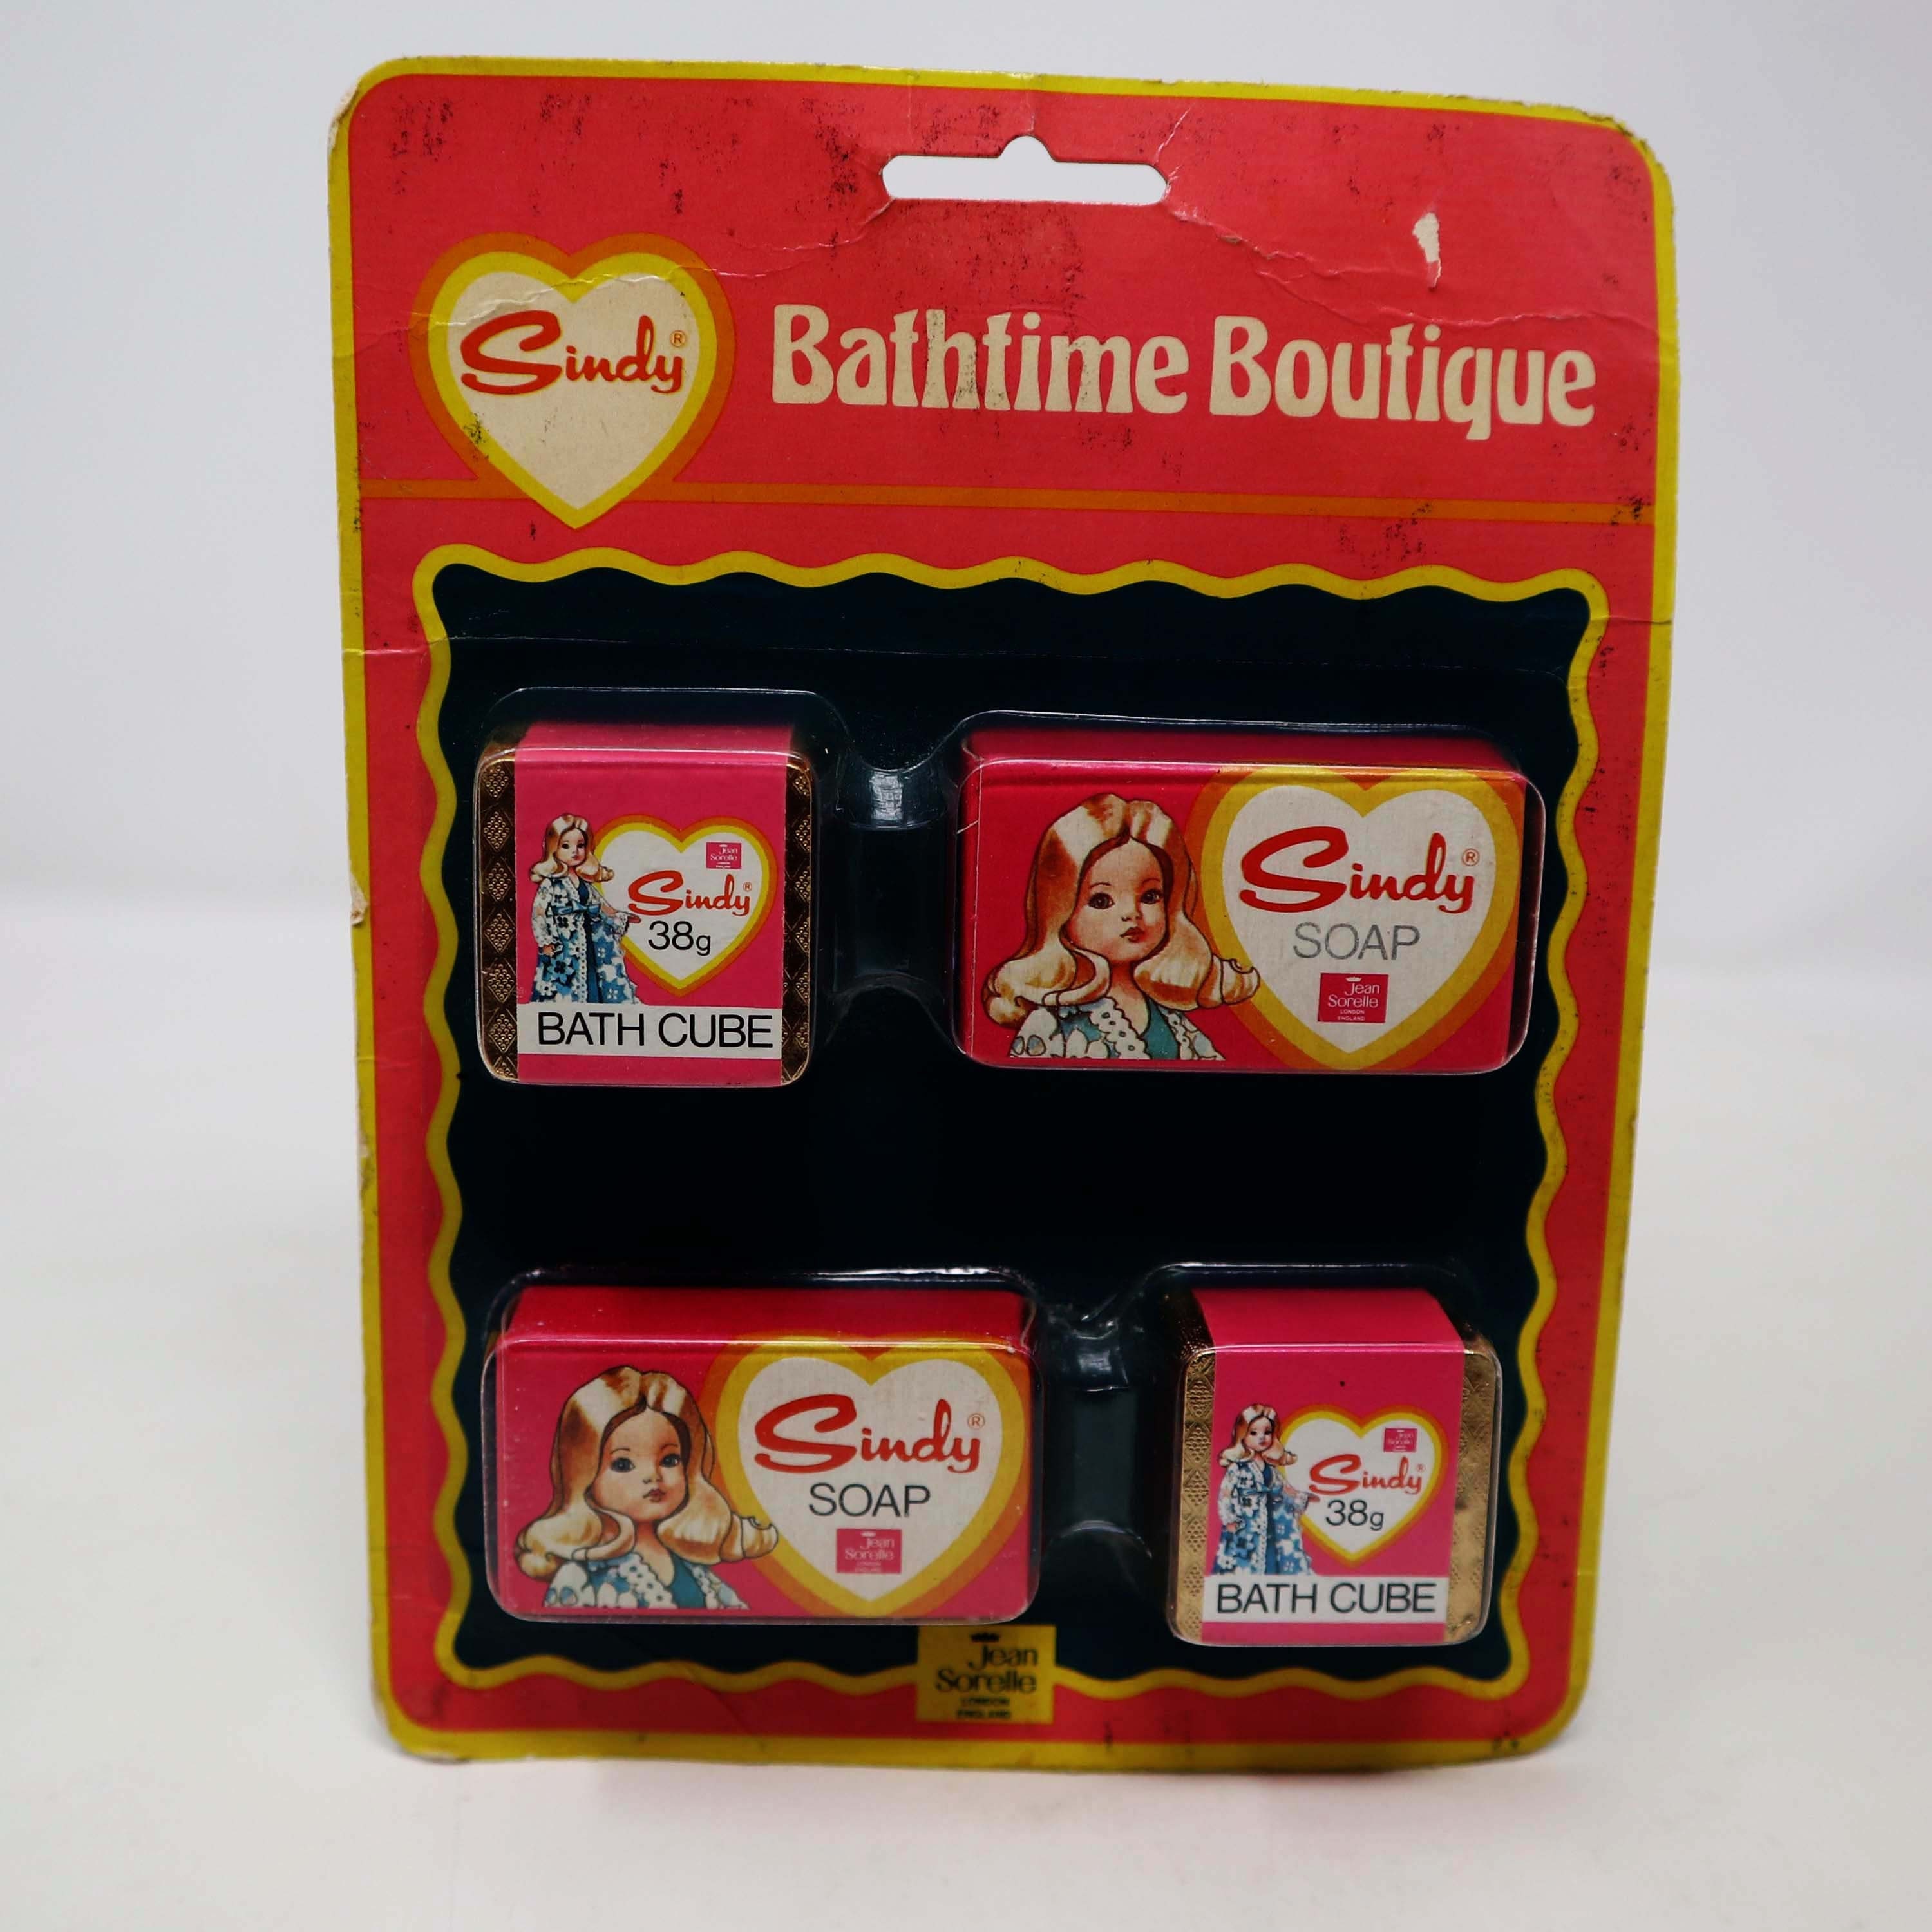 Sindy®
Bathtime Boutique
Jean
Sorelle
Sindy®
38g
BATH CUBE
Sindy®
SOAP
Jean
Sorelle
LONDON
ENGLAND
Sindy®
SOAP
Jean
Sorelle
LONDON
Jean
Sorelle
Sindy®
38g
BATH CUBE
Jean
Sorelle
LONDON
ENGLAND